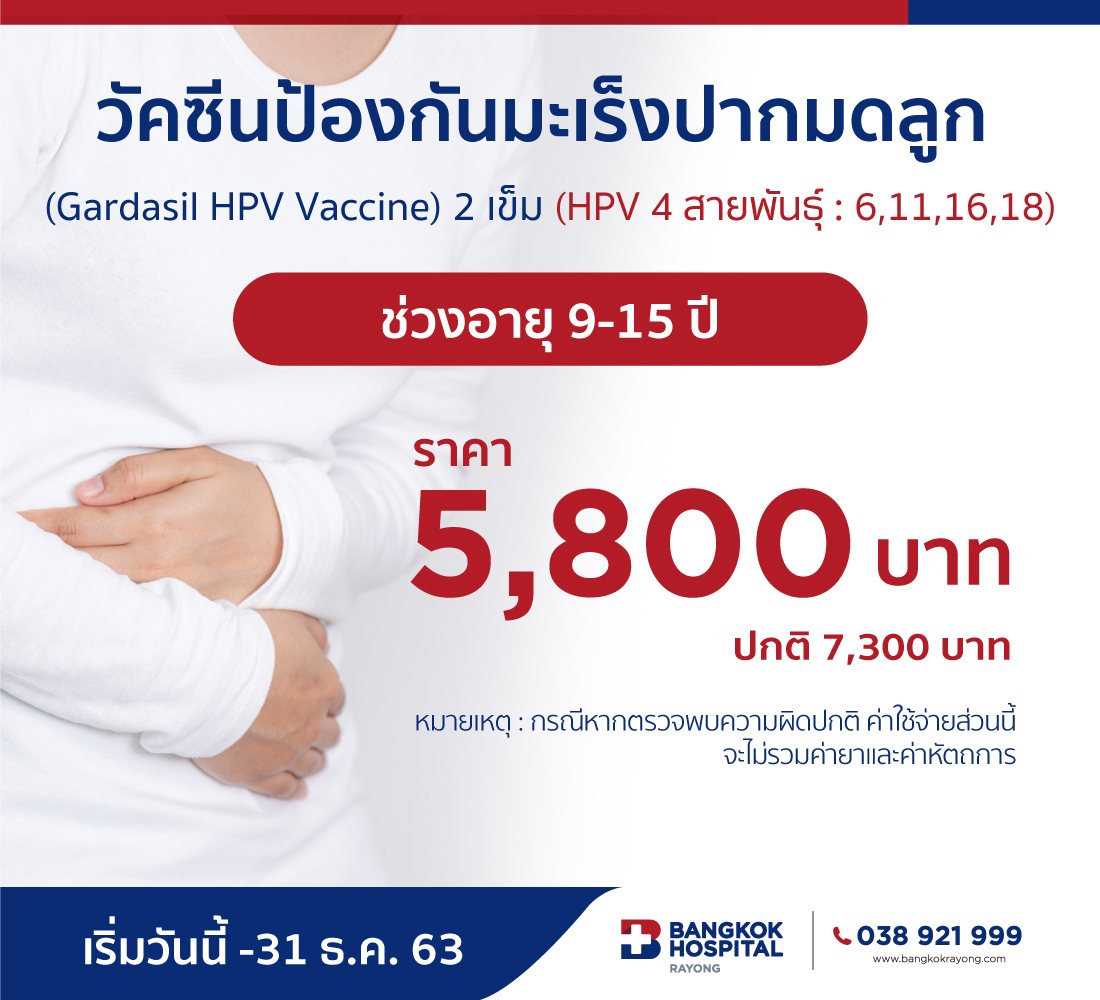 วัคซีนป้องกันมะเร็งปากมดลูก
(Gardasil HPV Vaccine) 2 เข็ม (HPV 4 สายพันธุ์ : 6,11,16,18)
ช่วงอายุ 9-15 ปี
ราคา
5,800 บาท
ปกติ 7,300 บาท
หมายเหตุ : กรณีหากตรวจพบความผิดปกติ ค่าใช้จ่ายส่วนนี้
จะไม่รวมค่ายาและค่าหัตถการ
เริ่มวันนี้ -31 ธ.ค. 63
BANGKOK
HOSPITAL
RAYONG
038 921 999
www.bangkokrayong.com